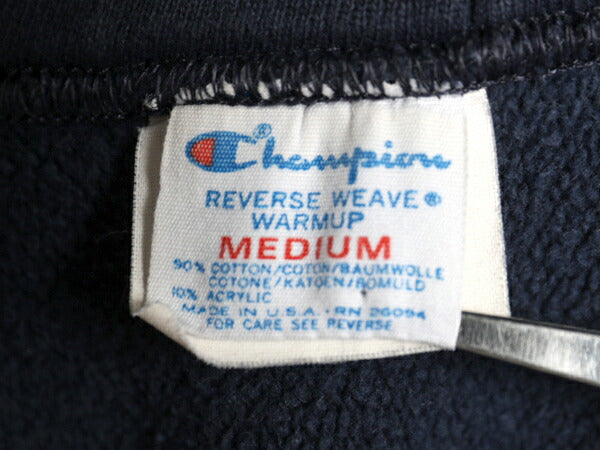 Champion®
REVERSE WEAVE®
WARMUP
MEDIUM
90% COTTON/COTON/BAUMWOLLE
COTONE/KATOEN/BOMULD
10% ACRYLIC
MADE IN U.S.A. RN 26094
FOR CARE SEE REVERSE